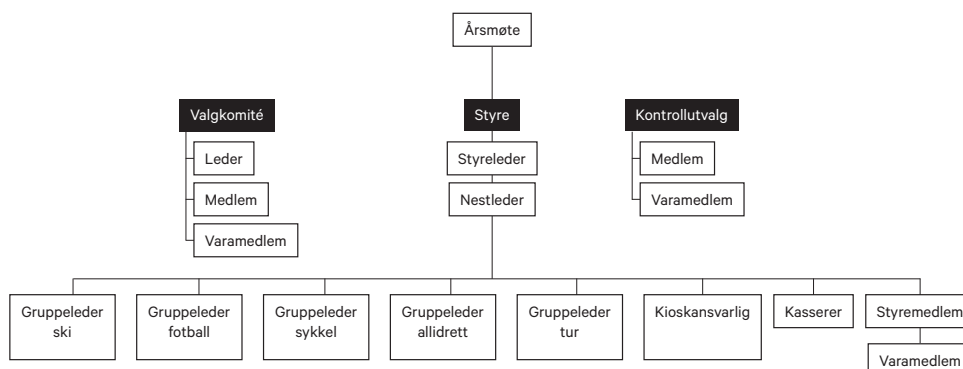 Årsmøte
Valgkomité
Styre
Kontrollutvalg
Leder
Styreleder
Medlem
Medlem
Nestleder
Varamedlem
Varamedlem
Gruppeleder
ski
Gruppeleder
fotball
Gruppeleder
sykkel
Gruppeleder
allidrett
Gruppeleder
tur
Kioskansvarlig
Kasserer
Styremedlem
Varamedlem